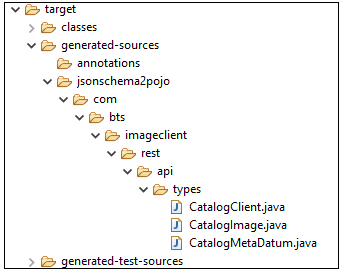 target
classes
generated-sources
annotations
jsonschema2pojo
com
bts
imageclient
rest
api
types
CatalogClient.java
CatalogImage.java
CatalogMetaDatum.java
generated-test-sources